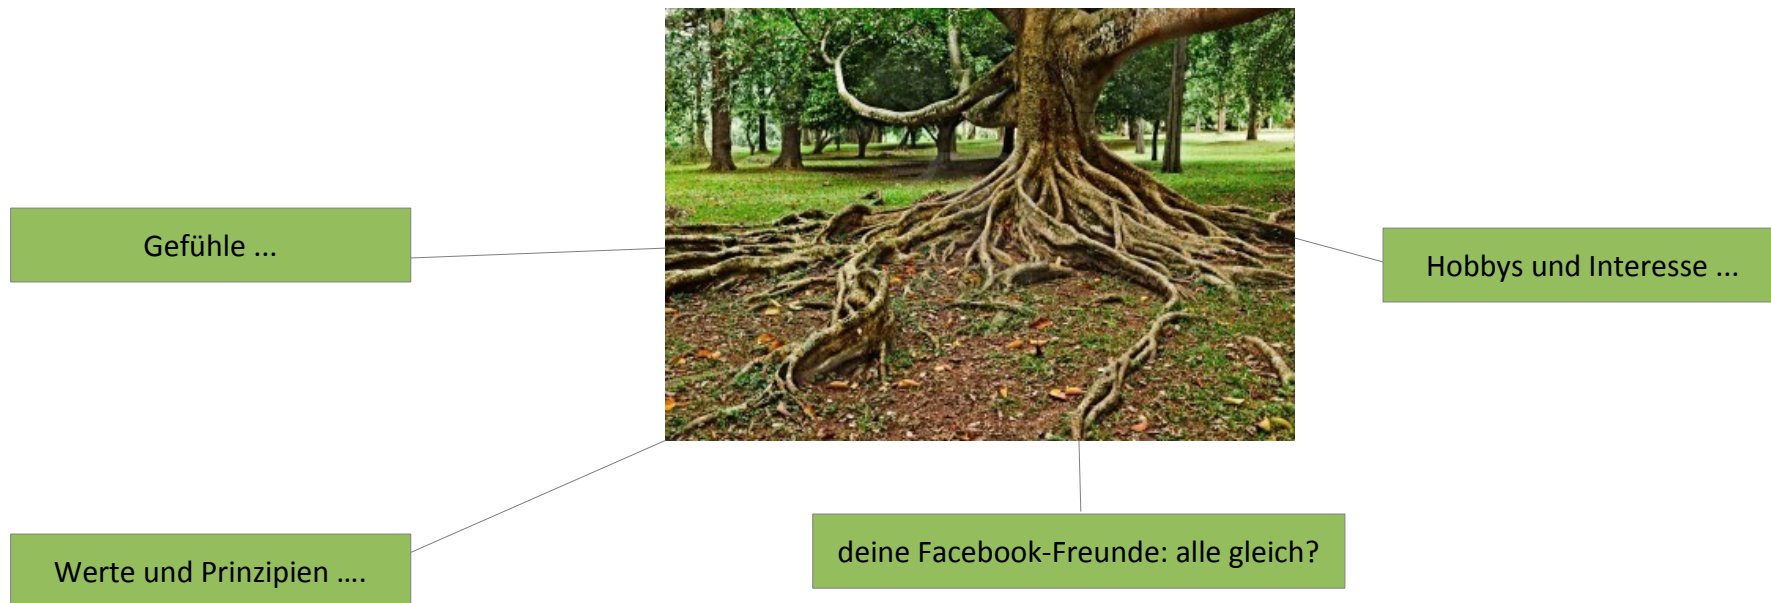 Gefühle ...
Hobbys und Interesse ...
deine Facebook-Freunde: alle gleich?
Werte und Prinzipien ....